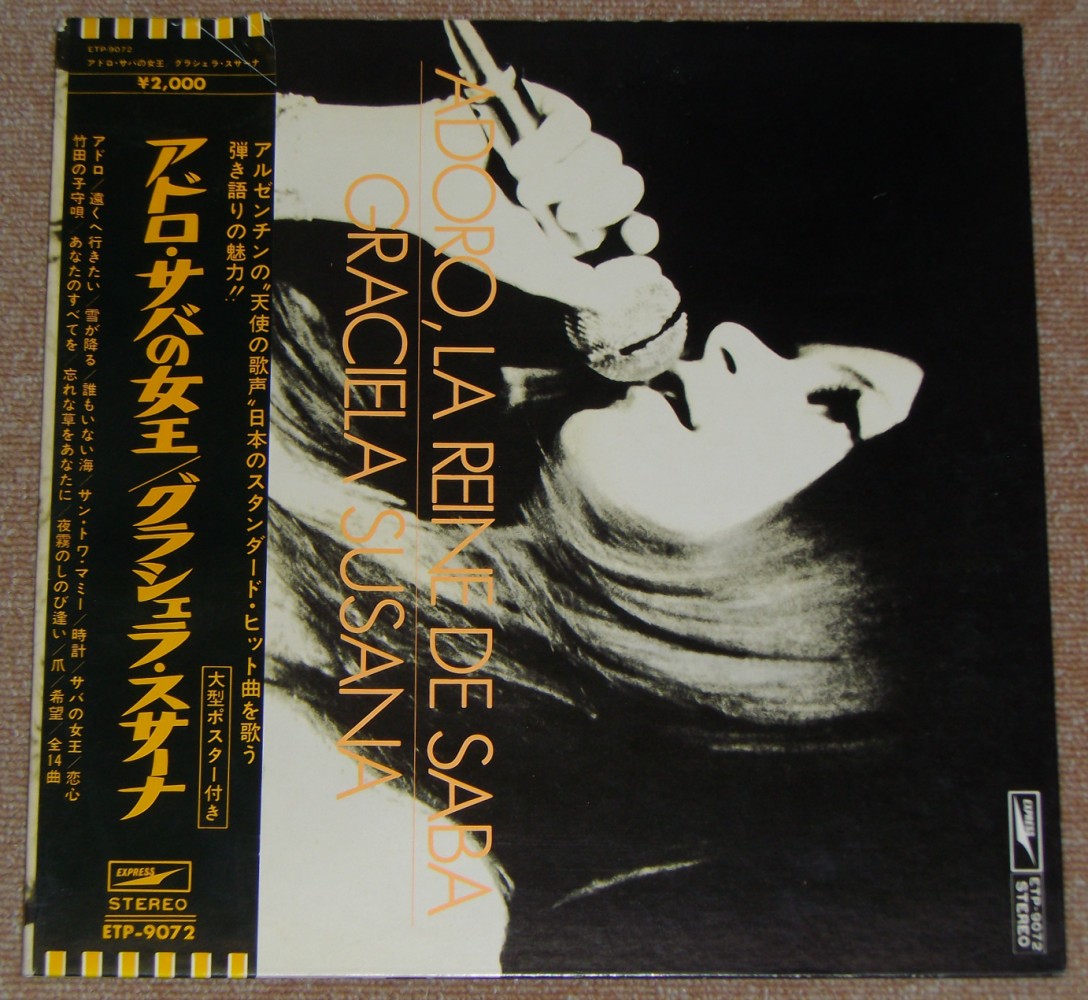 ETP-9072
アドロ・サバの女王/グラシェラ・スサーナ
¥2,000
アルゼンチンの"天使の歌声"日本のスタンダード・ヒット曲を歌う
弾き語りの魅力!!
アドロ・サバの女王/グラシェラ・スサーナ
大型ポスター付き
アドロ/遠くへ行きたい/雪が降る/誰もいない海/サン・トワ・マミー/時計/サバの女王/恋心
竹田の子守唄/あなたのすべてを/忘れな草をあなたに/夜霧のしのび逢い/爪/希望/全14曲
EXPRESS
STEREO
ETP-9072
ADORO, LA REINE DE SABA
GRACIELA SUSANA
EXPRESS
ETP-9072
STEREO